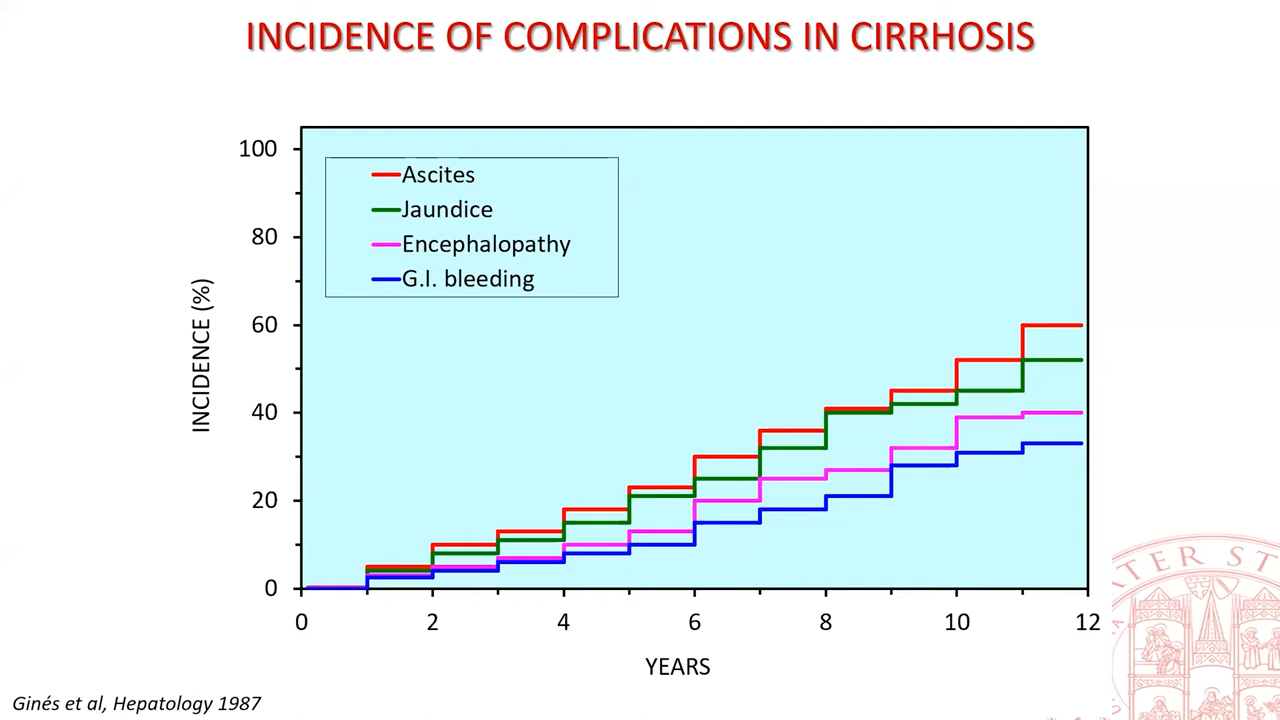 INCIDENCE OF COMPLICATIONS IN CIRRHOSIS
100
80
60
40
20
0
INCIDENCE (%)
Ascites
Jaundice
Encephalopathy
G.I. bleeding
0 2 4 6 8 10 12
YEARS
Ginés et al, Hepatology 1987